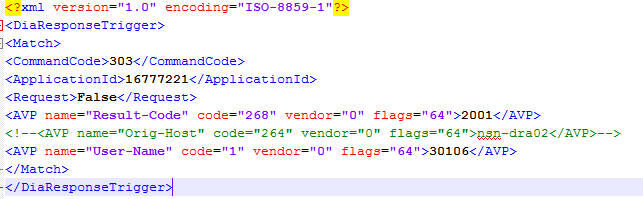 <?xml version="1.0" encoding="ISO-8859-1"?>
<DiaResponseTrigger>
<Match>
<CommandCode>303</CommandCode>
<ApplicationId>16777221</ApplicationId>
<Request>False</Request>
<AVP name="Result-Code" code="268" vendor="0" flags="64">2001</AVP>
<!--<AVP name="Orig-Host" code="264" vendor="0" flags="64">nsn-dra02</AVP>-->
<AVP name="User-Name" code="1" vendor="0" flags="64">30106</AVP>
</Match>
</DiaResponseTrigger>